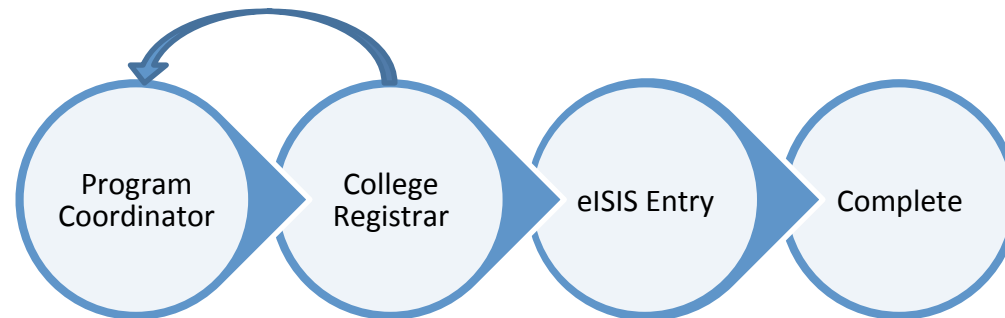 Program
Coordinator
College
Registrar
eISIS Entry
Complete